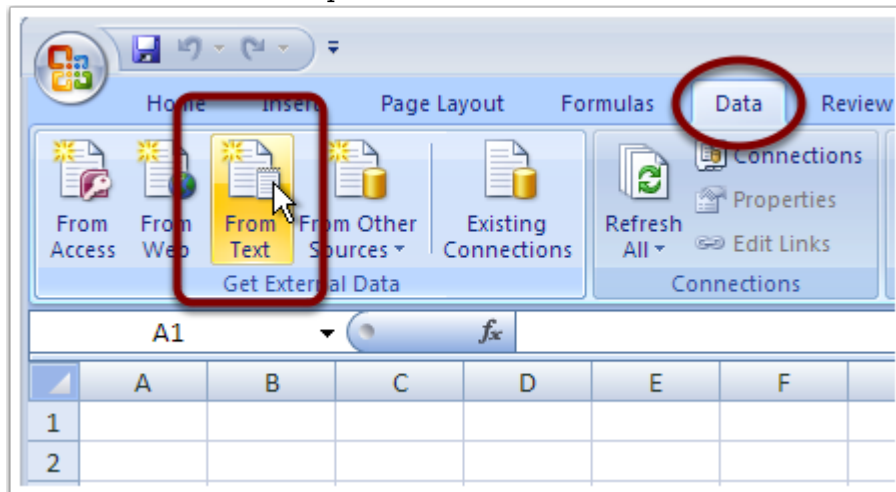 Home Insert Page Layout Formulas Data Review
From Access From Web From Text From Other Sources Existing Connections Refresh All Connections
Properties
Edit Links
Get External Data Connections
A1 fx
A B C D E F
1
2